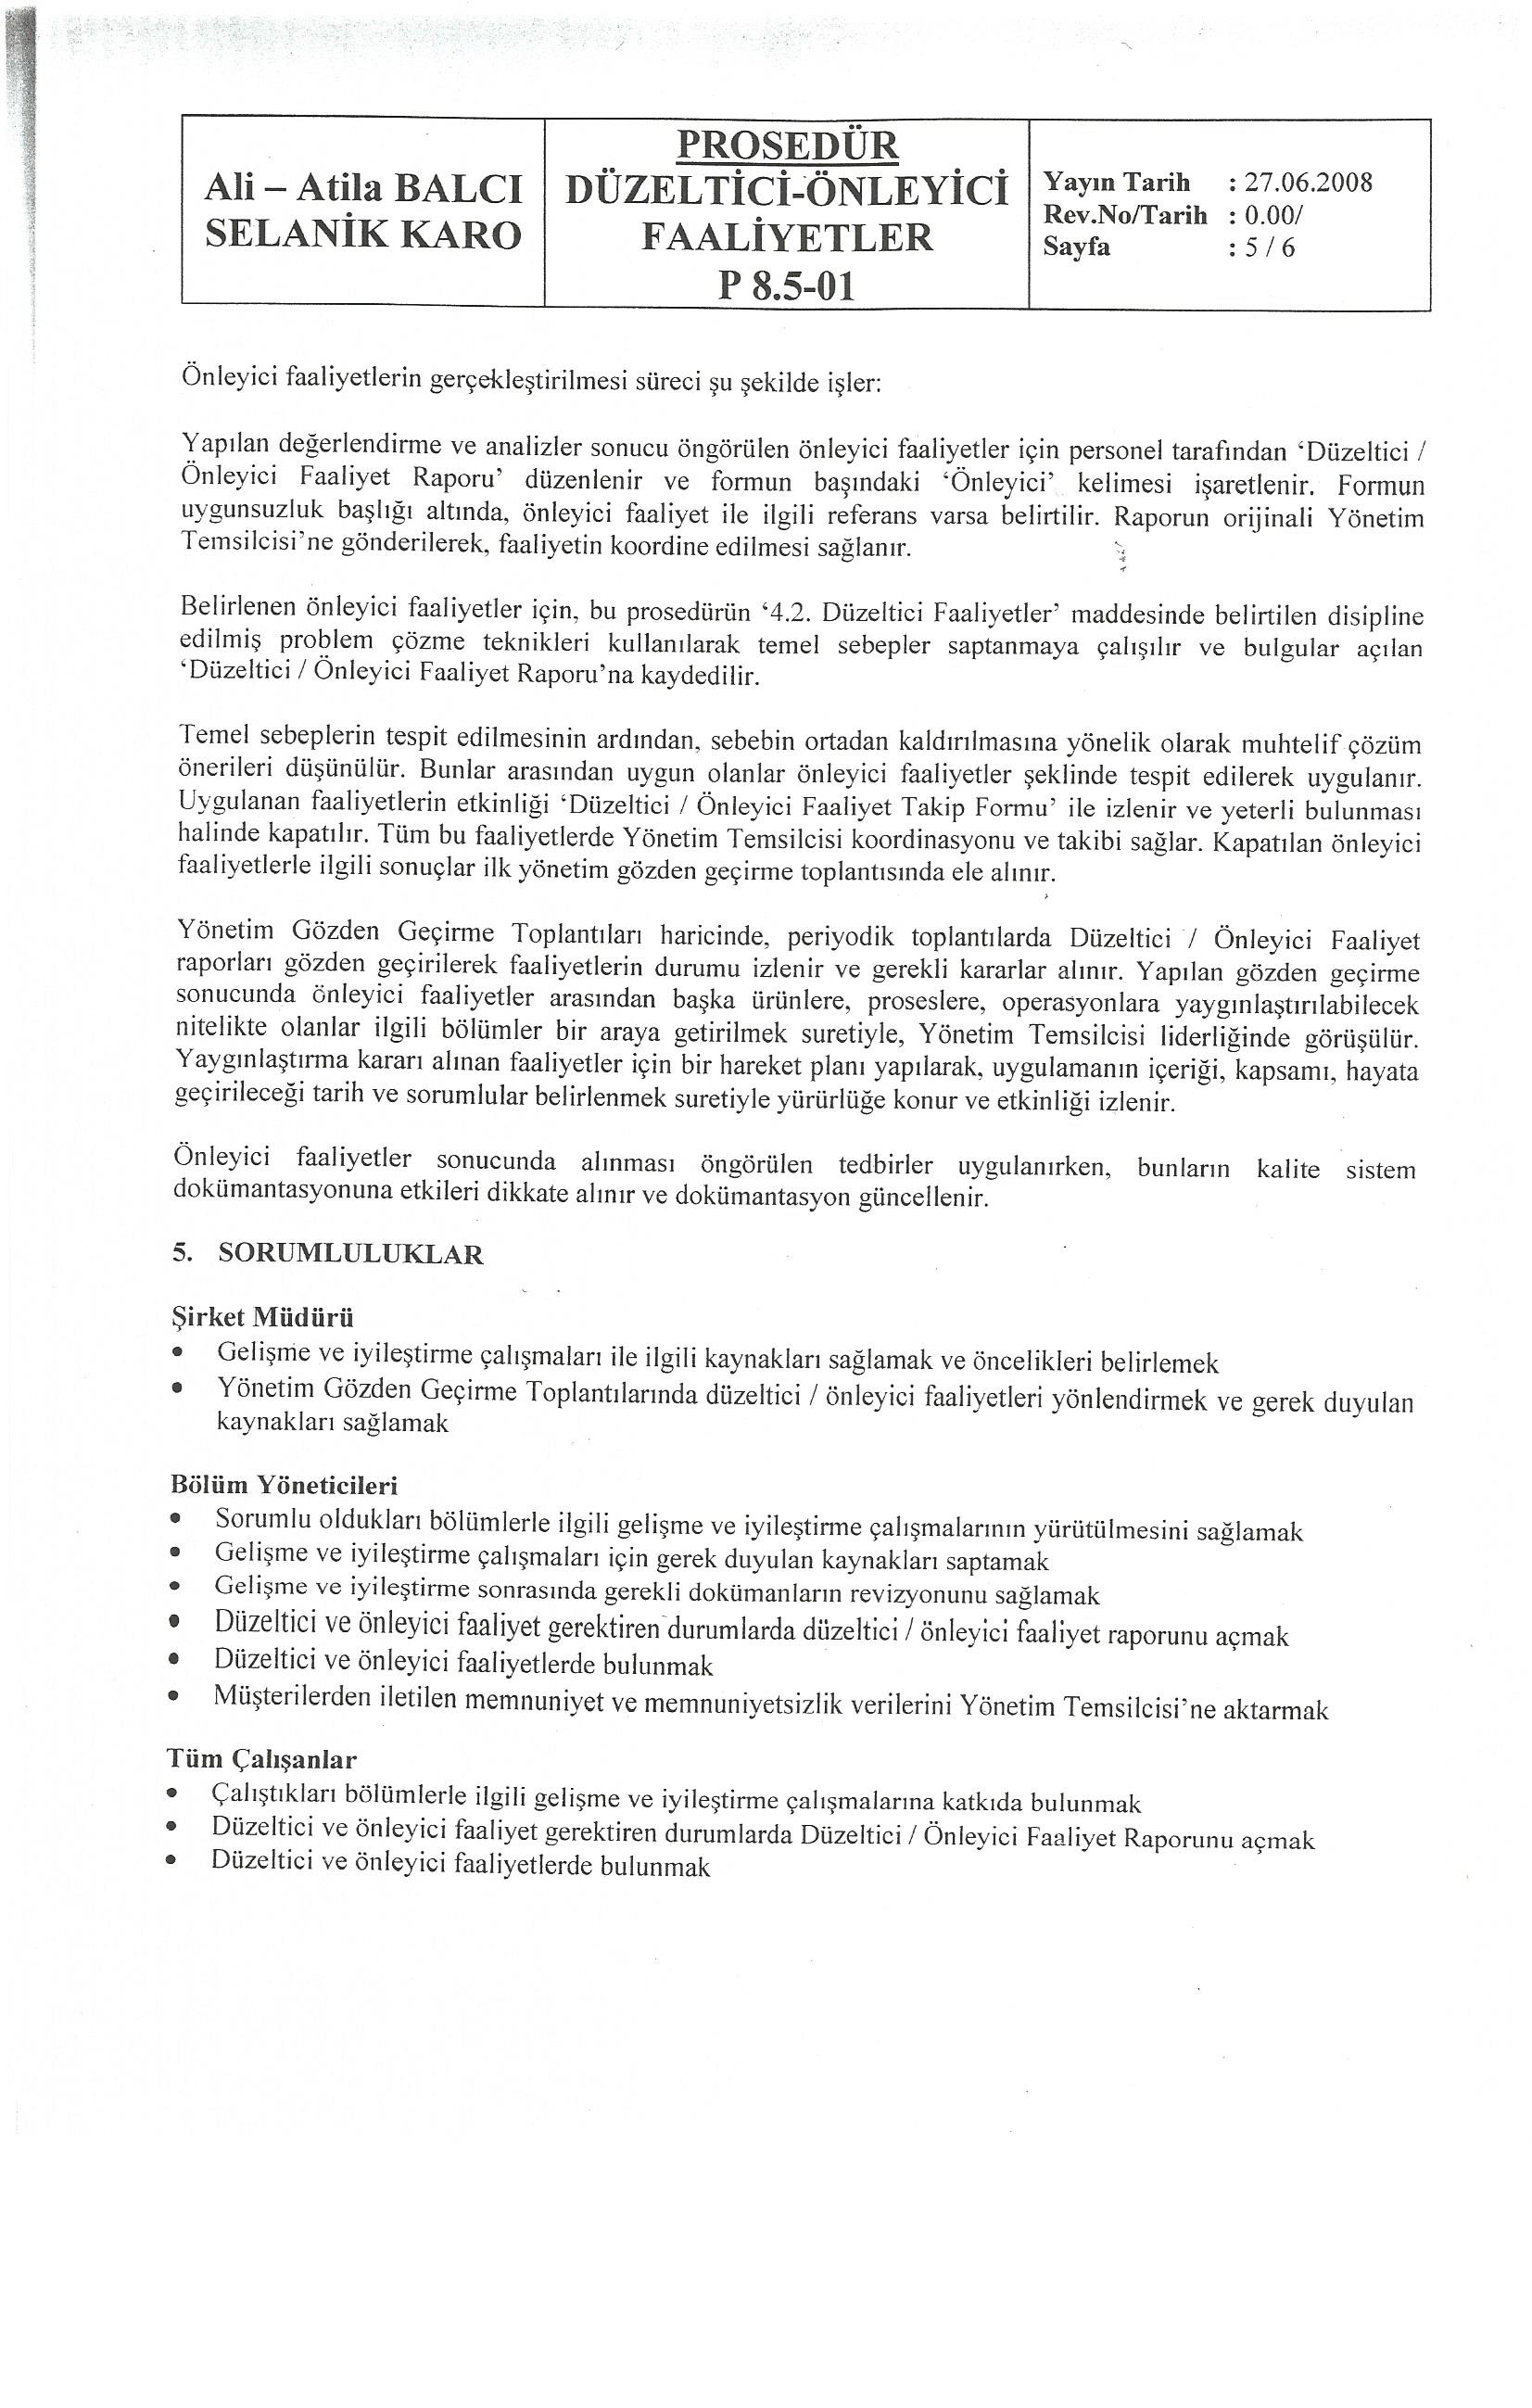 Ali – Atila BALCI
SELANİK KARO
PROSEDÜR
DÜZELTİCİ-ÖNLEYİCİ
FAALİYETLER
P 8.5-01
Yayın Tarih : 27.06.2008
Rev.No/Tarih : 0.00/
Sayfa : 5 / 6
Önleyici faaliyetlerin gerçekleştirilmesi süreci şu şekilde işler:
Yapılan değerlendirme ve analizler sonucu öngörülen önleyici faaliyetler için personel tarafından ‘Düzeltici /
Önleyici Faaliyet Raporu’ düzenlenir ve formun başındaki ‘Önleyici’ kelimesi işaretlenir. Formun
uygunsuzluk başlığı altında, önleyici faaliyet ile ilgili referans varsa belirtilir. Raporun orijinali Yönetim
Temsilcisi’ne gönderilerek, faaliyetin koordine edilmesi sağlanır.
Belirlenen önleyici faaliyetler için, bu prosedürün ‘4.2. Düzeltici Faaliyetler’ maddesinde belirtilen disipline
edilmiş problem çözme teknikleri kullanılarak temel sebepler saptanmaya çalışılır ve bulgular açılan
‘Düzeltici / Önleyici Faaliyet Raporu’na kaydedilir.
Temel sebeplerin tespit edilmesinin ardından, sebebin ortadan kaldırılmasına yönelik olarak muhtelif çözüm
önerileri düşünülür. Bunlar arasından uygun olanlar önleyici faaliyetler şeklinde tespit edilerek uygulanır.
Uygulanan faaliyetlerin etkinliği ‘Düzeltici / Önleyici Faaliyet Takip Formu’ ile izlenir ve yeterli bulunması
halinde kapatılır. Tüm bu faaliyetlerde Yönetim Temsilcisi koordinasyonu ve takibi sağlar. Kapatılan önleyici
faaliyetlerle ilgili sonuçlar ilk yönetim gözden geçirme toplantısında ele alınır.
Yönetim Gözden Geçirme Toplantıları haricinde, periyodik toplantılarda Düzeltici / Önleyici Faaliyet
raporları gözden geçirilerek faaliyetlerin durumu izlenir ve gerekli kararlar alınır. Yapılan gözden geçirme
sonucunda önleyici faaliyetler arasından başka ürünlere, proseslere, operasyonlara yaygınlaştırılabilecek
nitelikte olanlar ilgili bölümler bir araya getirilmek suretiyle, Yönetim Temsilcisi liderliğinde görüşülür.
Yaygınlaştırma kararı alınan faaliyetler için bir hareket planı yapılarak, uygulamanın içeriği, kapsamı, hayata
geçirileceği tarih ve sorumlular belirlenmek suretiyle yürürlüğe konur ve etkinliği izlenir.
Önleyici faaliyetler sonucunda alınması öngörülen tedbirler uygulanırken, bunların kalite sistem
dokümantasyonuna etkileri dikkate alınır ve dokümantasyon güncellenir.
5. SORUMLULUKLAR
Şirket Müdürü
• Gelişme ve iyileştirme çalışmaları ile ilgili kaynakları sağlamak ve öncelikleri belirlemek
• Yönetim Gözden Geçirme Toplantılarında düzeltici / önleyici faaliyetleri yönlendirmek ve gerek duyulan
kaynakları sağlamak
Bölüm Yöneticileri
• Sorumlu oldukları bölümlerle ilgili gelişme ve iyileştirme çalışmalarının yürütülmesini sağlamak
• Gelişme ve iyileştirme çalışmaları için gerek duyulan kaynakları saptamak
• Gelişme ve iyileştirme sonrasında gerekli dokümanların revizyonunu sağlamak
• Düzeltici ve önleyici faaliyet gerektiren durumlarda düzeltici / önleyici faaliyet raporunu açmak
• Düzeltici ve önleyici faaliyetlerde bulunmak
• Müşterilerden iletilen memnuniyet ve memnuniyetsizlik verilerini Yönetim Temsilcisi’ne aktarmak
Tüm Çalışanlar
• Çalıştıkları bölümlerle ilgili gelişme ve iyileştirme çalışmalarına katkıda bulunmak
• Düzeltici ve önleyici faaliyet gerektiren durumlarda Düzeltici / Önleyici Faaliyet Raporunu açmak
• Düzeltici ve önleyici faaliyetlerde bulunmak